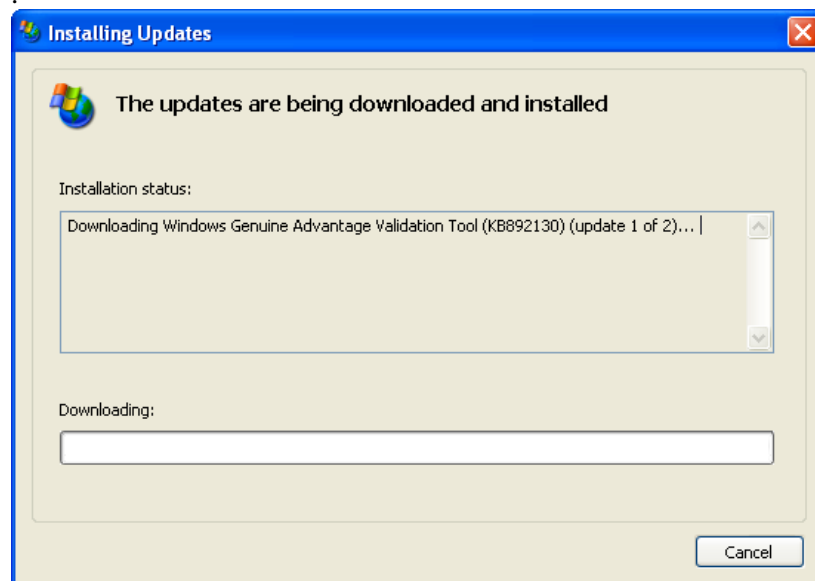 Installing Updates
The updates are being downloaded and installed
Installation status:
Downloading Windows Genuine Advantage Validation Tool (KB892130) (update 1 of 2)...
Downloading:
Cancel